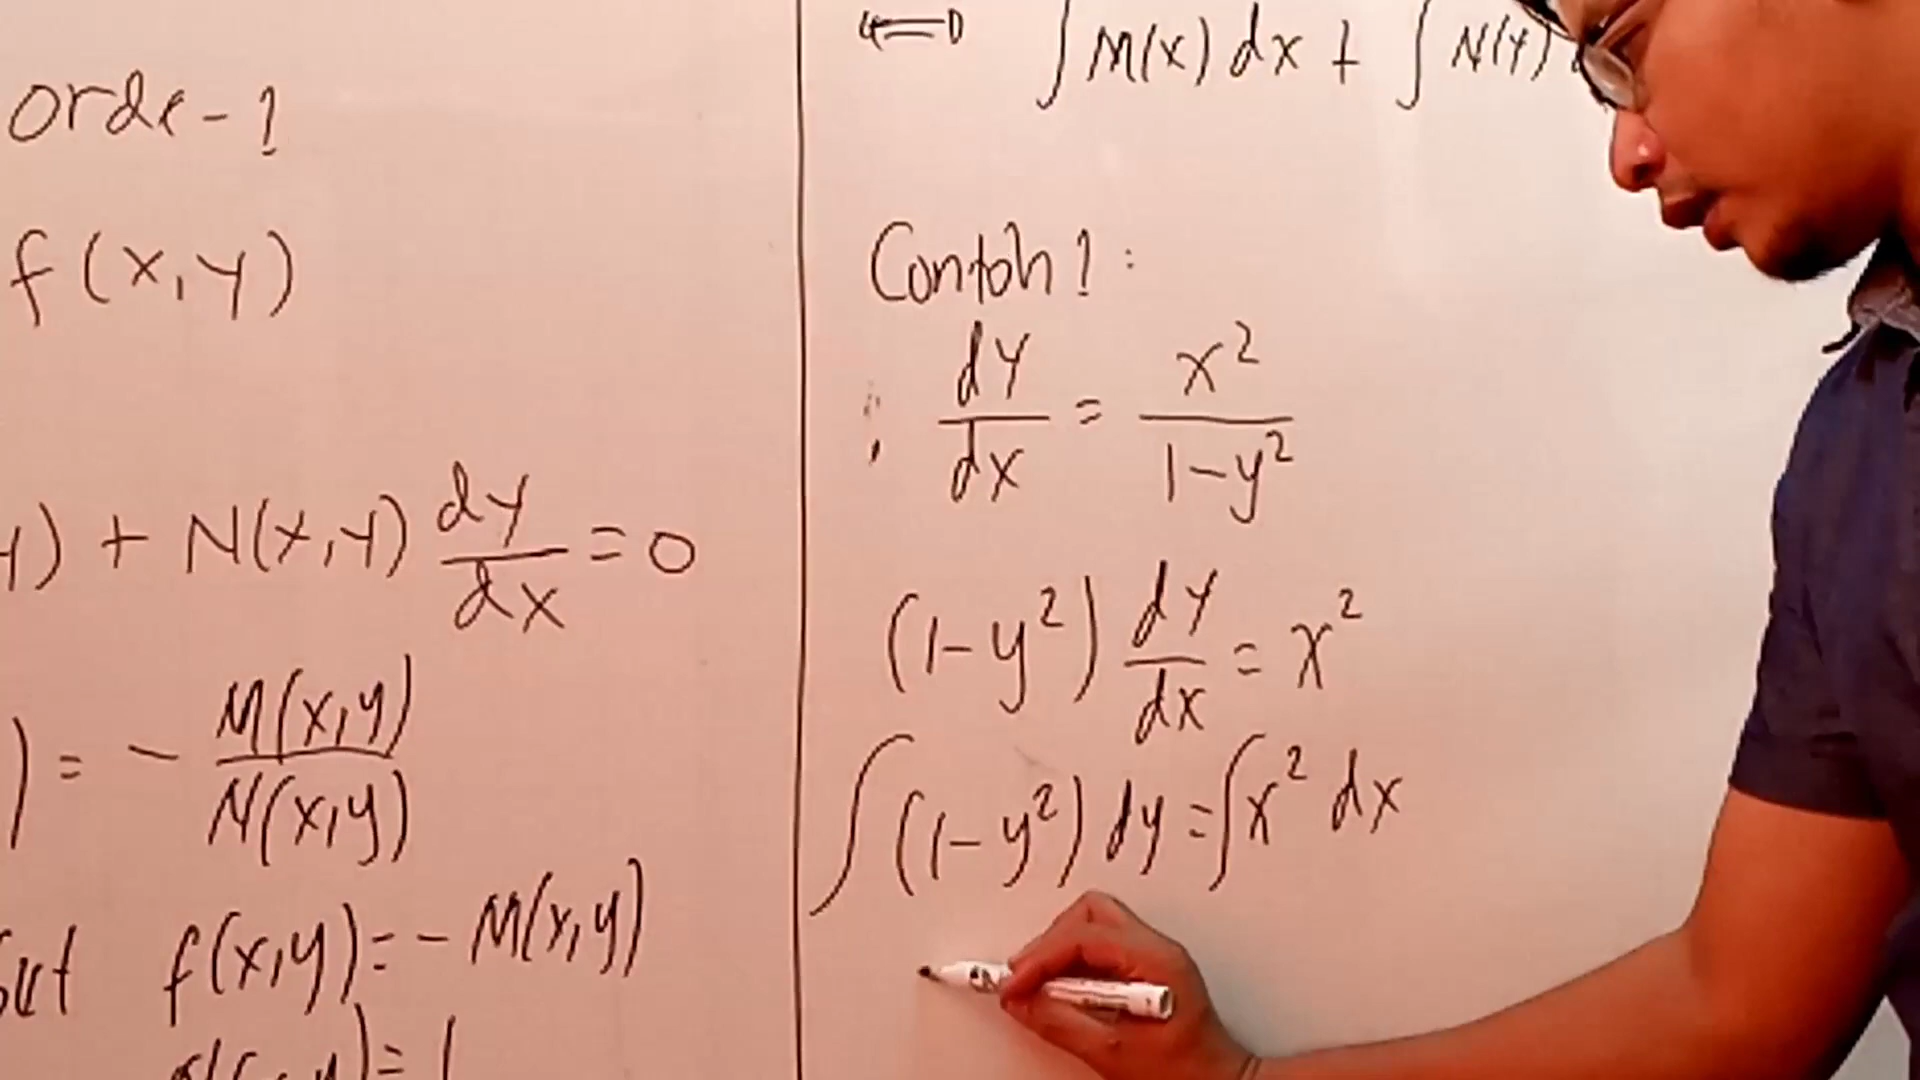 orde-1
f(x,y)
y) + N(x,y) dy/dx = 0
) = - M(x,y)/N(x,y)
f(x,y) = - M(x,y)
⇐⇒ ∫ M(x) dx + ∫ N(y)
Contoh 1 :
dy/dx = x²/(1-y²)
(1-y²) dy/dx = x²
∫ (1-y²) dy = ∫ x² dx